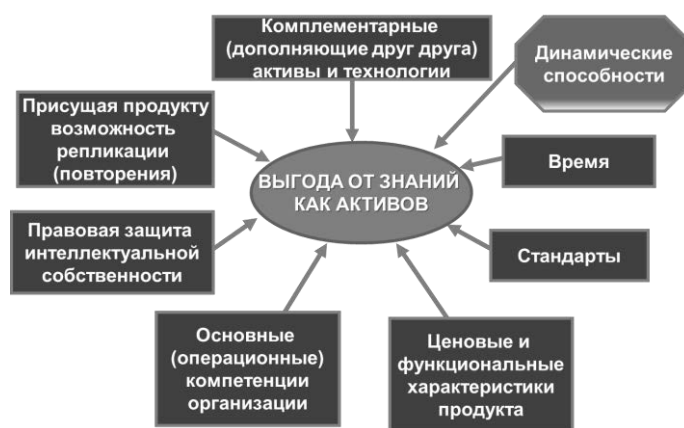 Комплементарные
(дополняющие друг друга)
активы и технологии
Динамические
способности
Присущая продукту
возможность
репликации
(повторения)
Время
ВЫГОДА ОТ ЗНАНИЙ
КАК АКТИВОВ
Правовая защита
интеллектуальной
собственности
Стандарты
Основные
(операционные)
компетенции
организации
Ценовые и
функциональные
характеристики
продукта